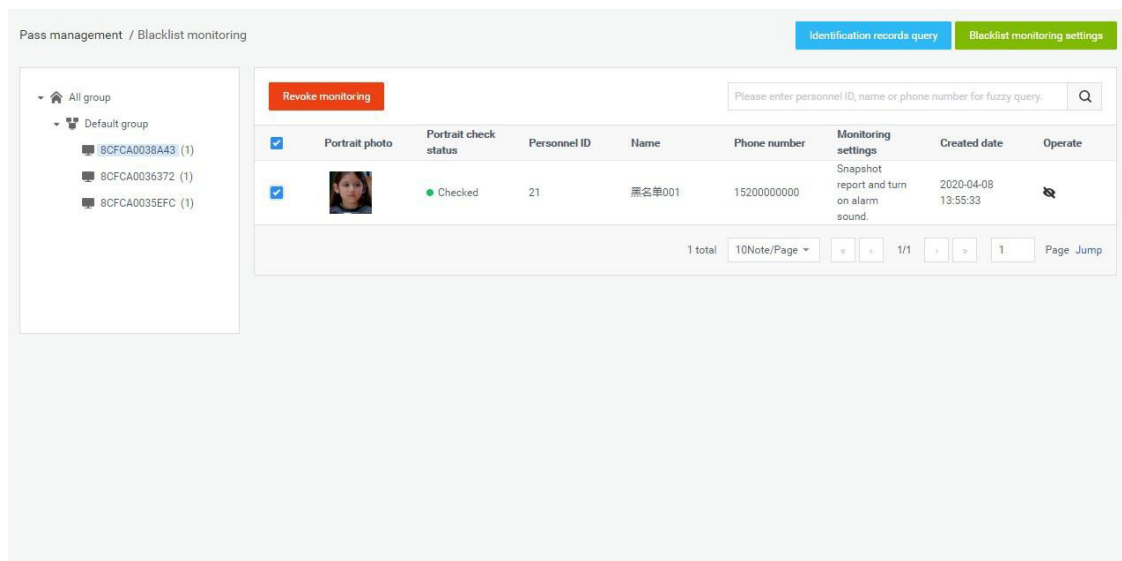 Pass management / Blacklist monitoring
Identification records query
Blacklist monitoring settings
All group
Default group
8CFCA0038A43 (1)
8CFCA0036372 (1)
8CFCA0035EFC (1)
Revoke monitoring
Please enter personnel ID, name or phone number for fuzzy query.
Portrait photo
Portrait check
status
Personnel ID
Name
Phone number
Monitoring
settings
Created date
Operate
Checked
21
黑名单001
15200000000
Snapshot
report and turn
on alarm
sound.
2020-04-08
13:55:33
1 total
10Note/Page
« ‹ 1/1 › »
1
Page Jump